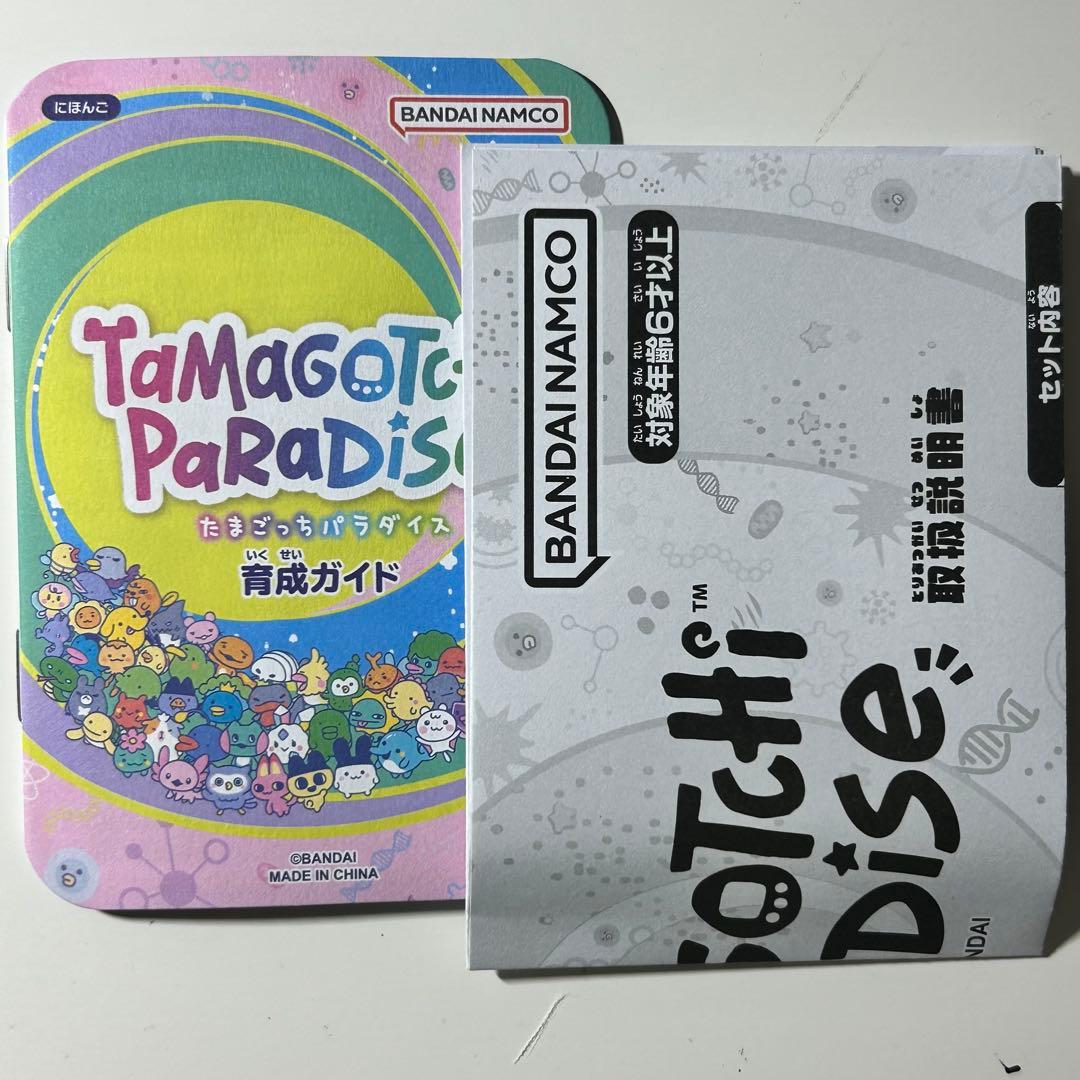 にほんご
BANDAI NAMCO
TaMaGOTc
PaRaDiSe
たまごっちパラダイス
いく せい
育成ガイド
©BANDAI
MADE IN CHINA
BANDAI NAMCO
たいしょうねんれい さい いじょう
対象年齢6才以上
GOTcHi™
DiSe
とりあつかいせつめいしょ
取扱説明書
ないよう
セット内容
NDAI